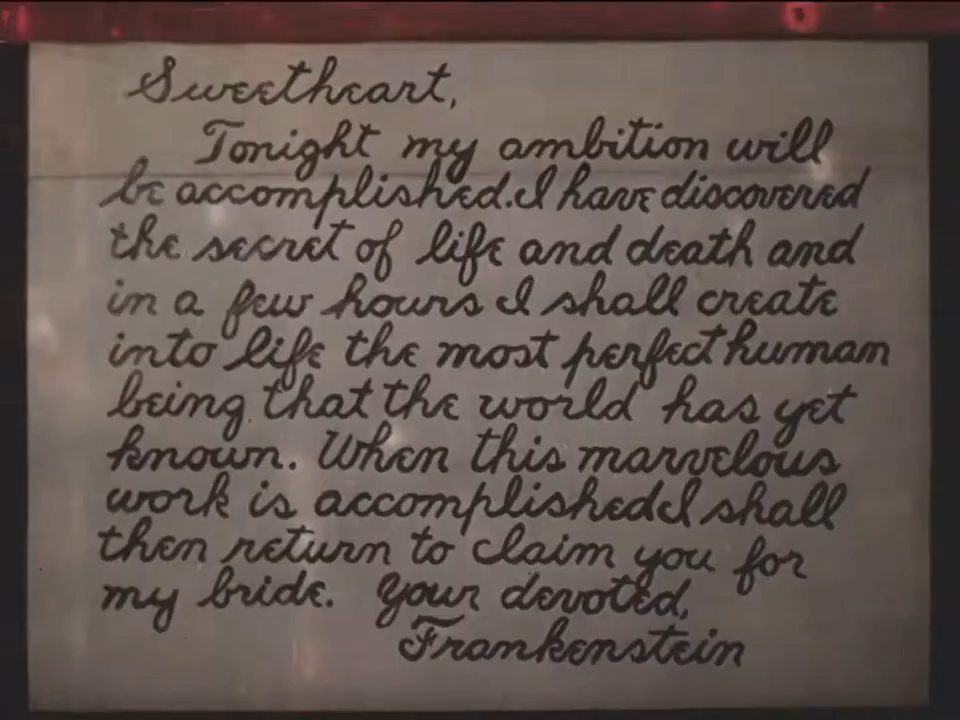 Sweetheart,
Tonight my ambition will
be accomplished. I have discovered
the secret of life and death and
in a few hours I shall create
into life the most perfect human
being that the world has yet
known. When this marvelous
work is accomplished I shall
then return to claim you for
my bride. Your devoted,
Frankenstein